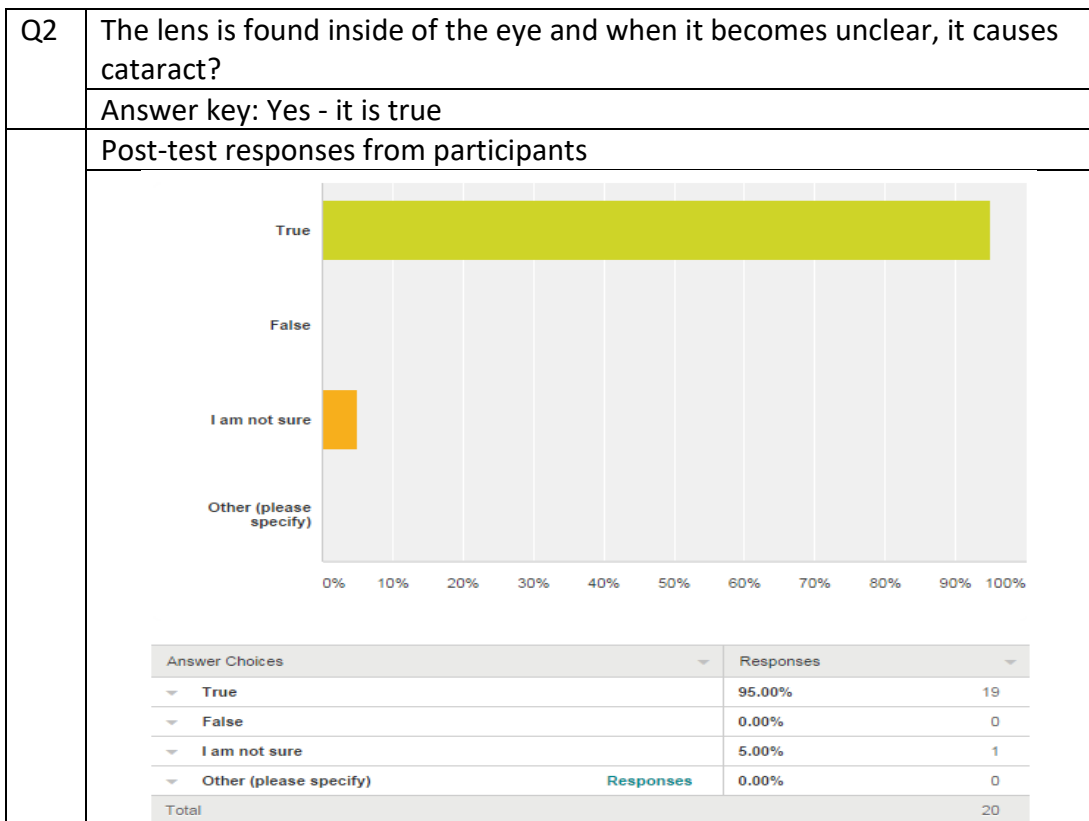 Q2 The lens is found inside of the eye and when it becomes unclear, it causes
cataract?
Answer key: Yes - it is true
Post-test responses from participants
True
False
I am not sure
Other (please
specify)
0% 10% 20% 30% 40% 50% 60% 70% 80% 90% 100%
Answer Choices Responses
True 95.00% 19
False 0.00% 0
I am not sure 5.00% 1
Other (please specify) Responses 0.00% 0
Total 20